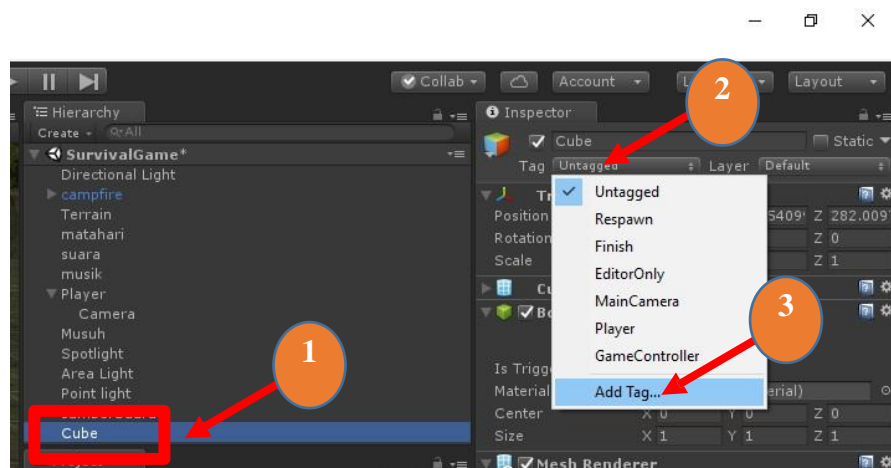 Collab Account Layout
2
Hierarchy
Inspector
Create All
Cube Static
SurvivalGame*
Tag Untagged Layer Default
Directional Light
campfire
Terrain
matahari
suara
musik
Player
Camera
Musuh
Spotlight
Area Light
Point light
Cube
1
Untagged
Respawn
Finish
EditorOnly
MainCamera
Player
GameController
Add Tag...
3
Position Z 282.009
Rotation Z 0
Scale Z 1
Is Trigg
Material erial)
Center X 0 Y 0 Z 0
Size X 1 Y 1 Z 1
Mesh Renderer